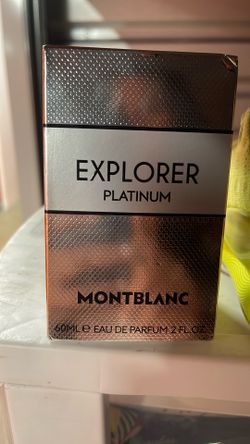 EXPLORER
PLATINUM
MONTBLANC
60ML ℮ EAU DE PARFUM 2 FL.OZ.